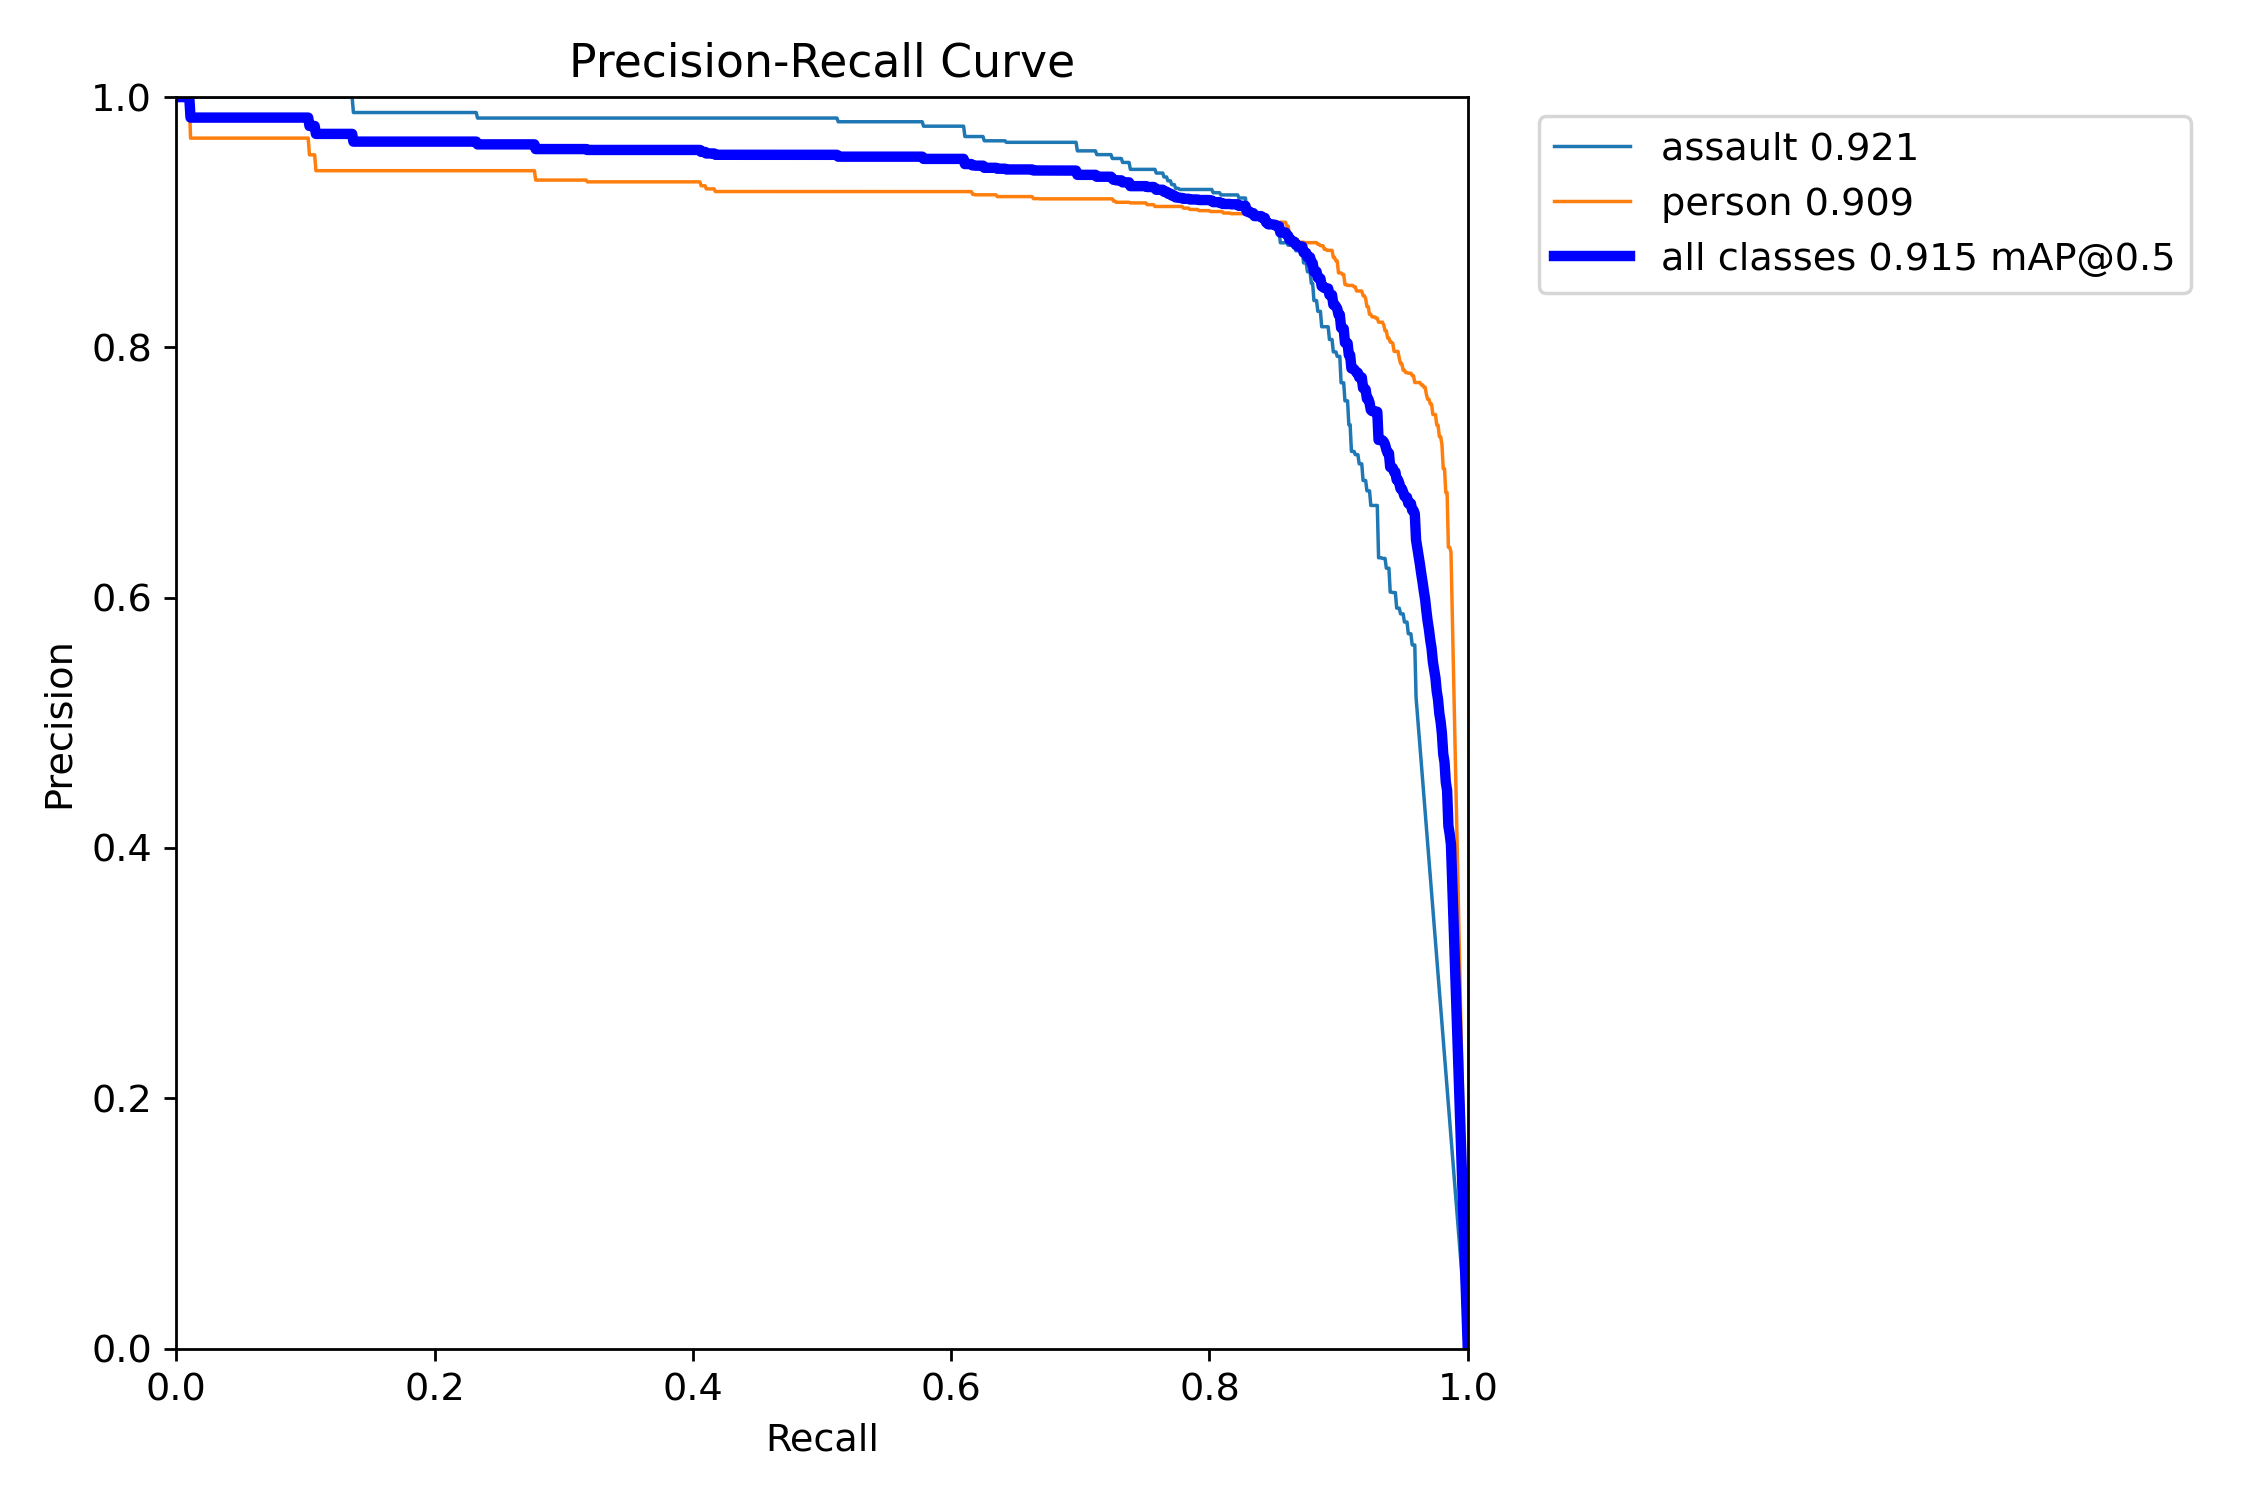 Precision-Recall Curve
1.0
0.8
0.6
0.4
0.2
0.0
Precision
0.0 0.2 0.4 0.6 0.8 1.0
Recall
assault 0.921
person 0.909
all classes 0.915 mAP@0.5